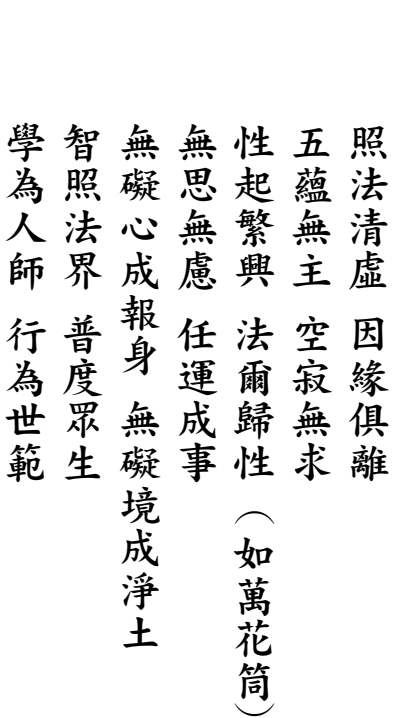 照法清虛 因緣俱離
五蘊無主 空寂無求
性起繁興 法爾歸性（如萬花筒）
無思無慮 任運成事
無礙心成報身 無礙境成淨土
智照法界 普度眾生
學為人師 行為世範